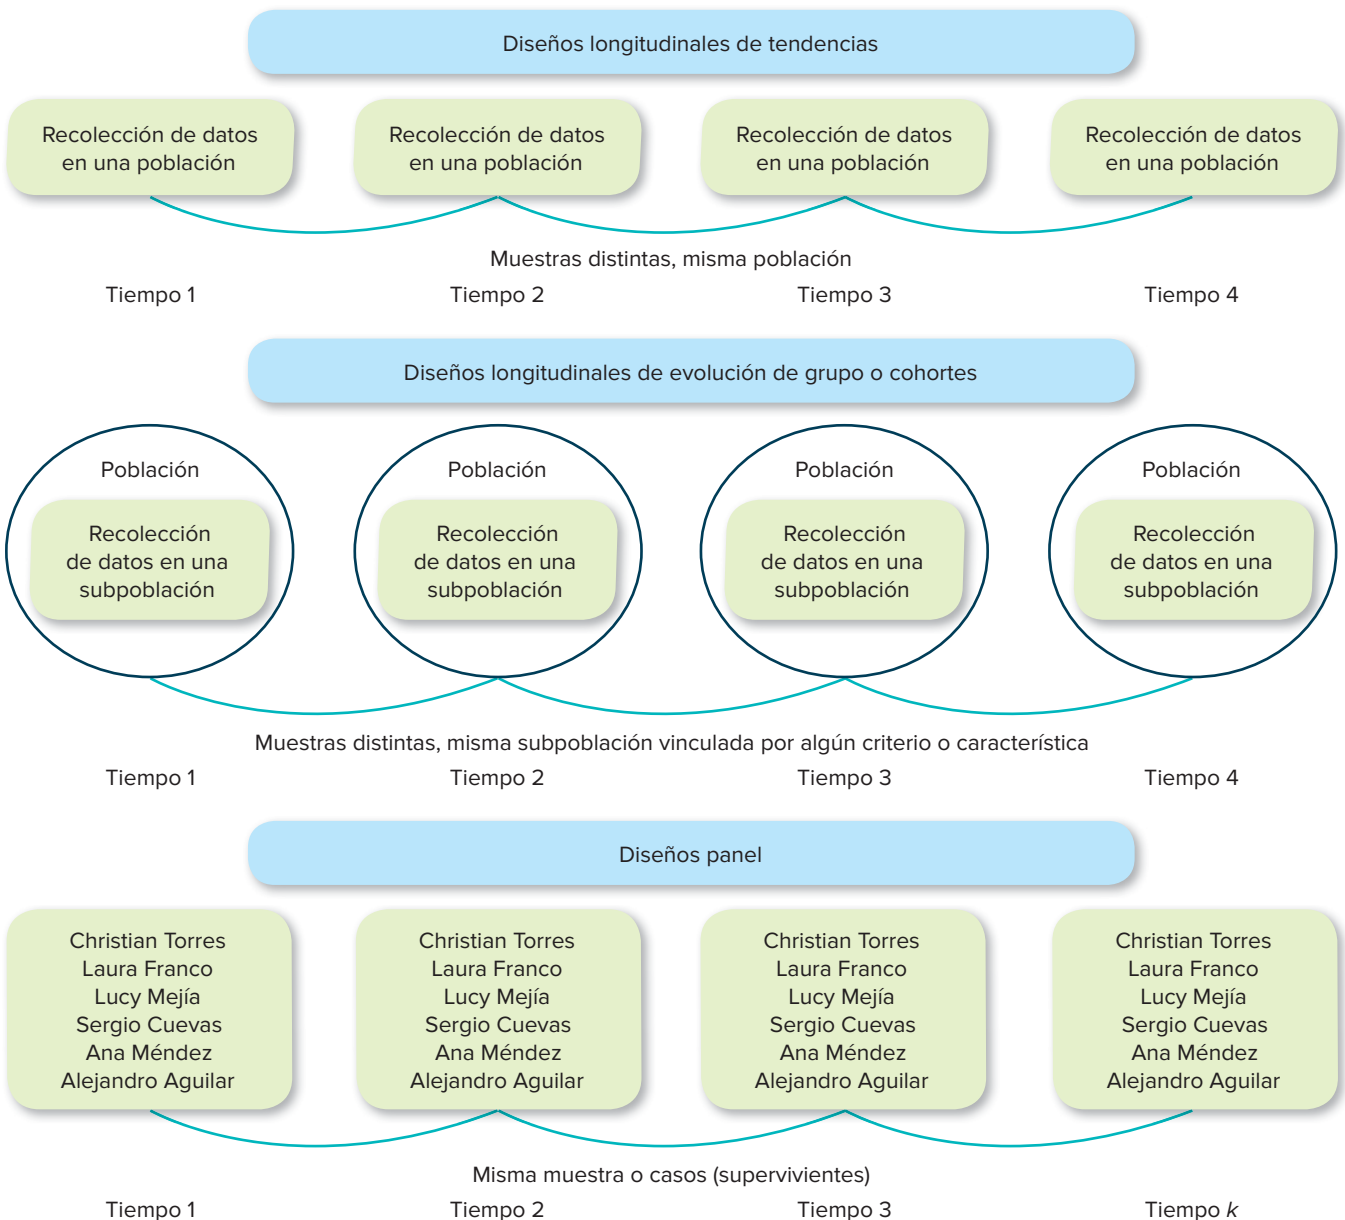 Diseños longitudinales de tendencias
Recolección de datos
en una población
Recolección de datos
en una población
Recolección de datos
en una población
Recolección de datos
en una población
Muestras distintas, misma población
Tiempo 1
Tiempo 2
Tiempo 3
Tiempo 4
Diseños longitudinales de evolución de grupo o cohortes
Población
Recolección
de datos en una
subpoblación
Población
Recolección
de datos en una
subpoblación
Población
Recolección
de datos en una
subpoblación
Población
Recolección
de datos en una
subpoblación
Muestras distintas, misma subpoblación vinculada por algún criterio o característica
Tiempo 1
Tiempo 2
Tiempo 3
Tiempo 4
Diseños panel
Christian Torres
Laura Franco
Lucy Mejía
Sergio Cuevas
Ana Méndez
Alejandro Aguilar
Christian Torres
Laura Franco
Lucy Mejía
Sergio Cuevas
Ana Méndez
Alejandro Aguilar
Christian Torres
Laura Franco
Lucy Mejía
Sergio Cuevas
Ana Méndez
Alejandro Aguilar
Christian Torres
Laura Franco
Lucy Mejía
Sergio Cuevas
Ana Méndez
Alejandro Aguilar
Misma muestra o casos (supervivientes)
Tiempo 1
Tiempo 2
Tiempo 3
Tiempo k